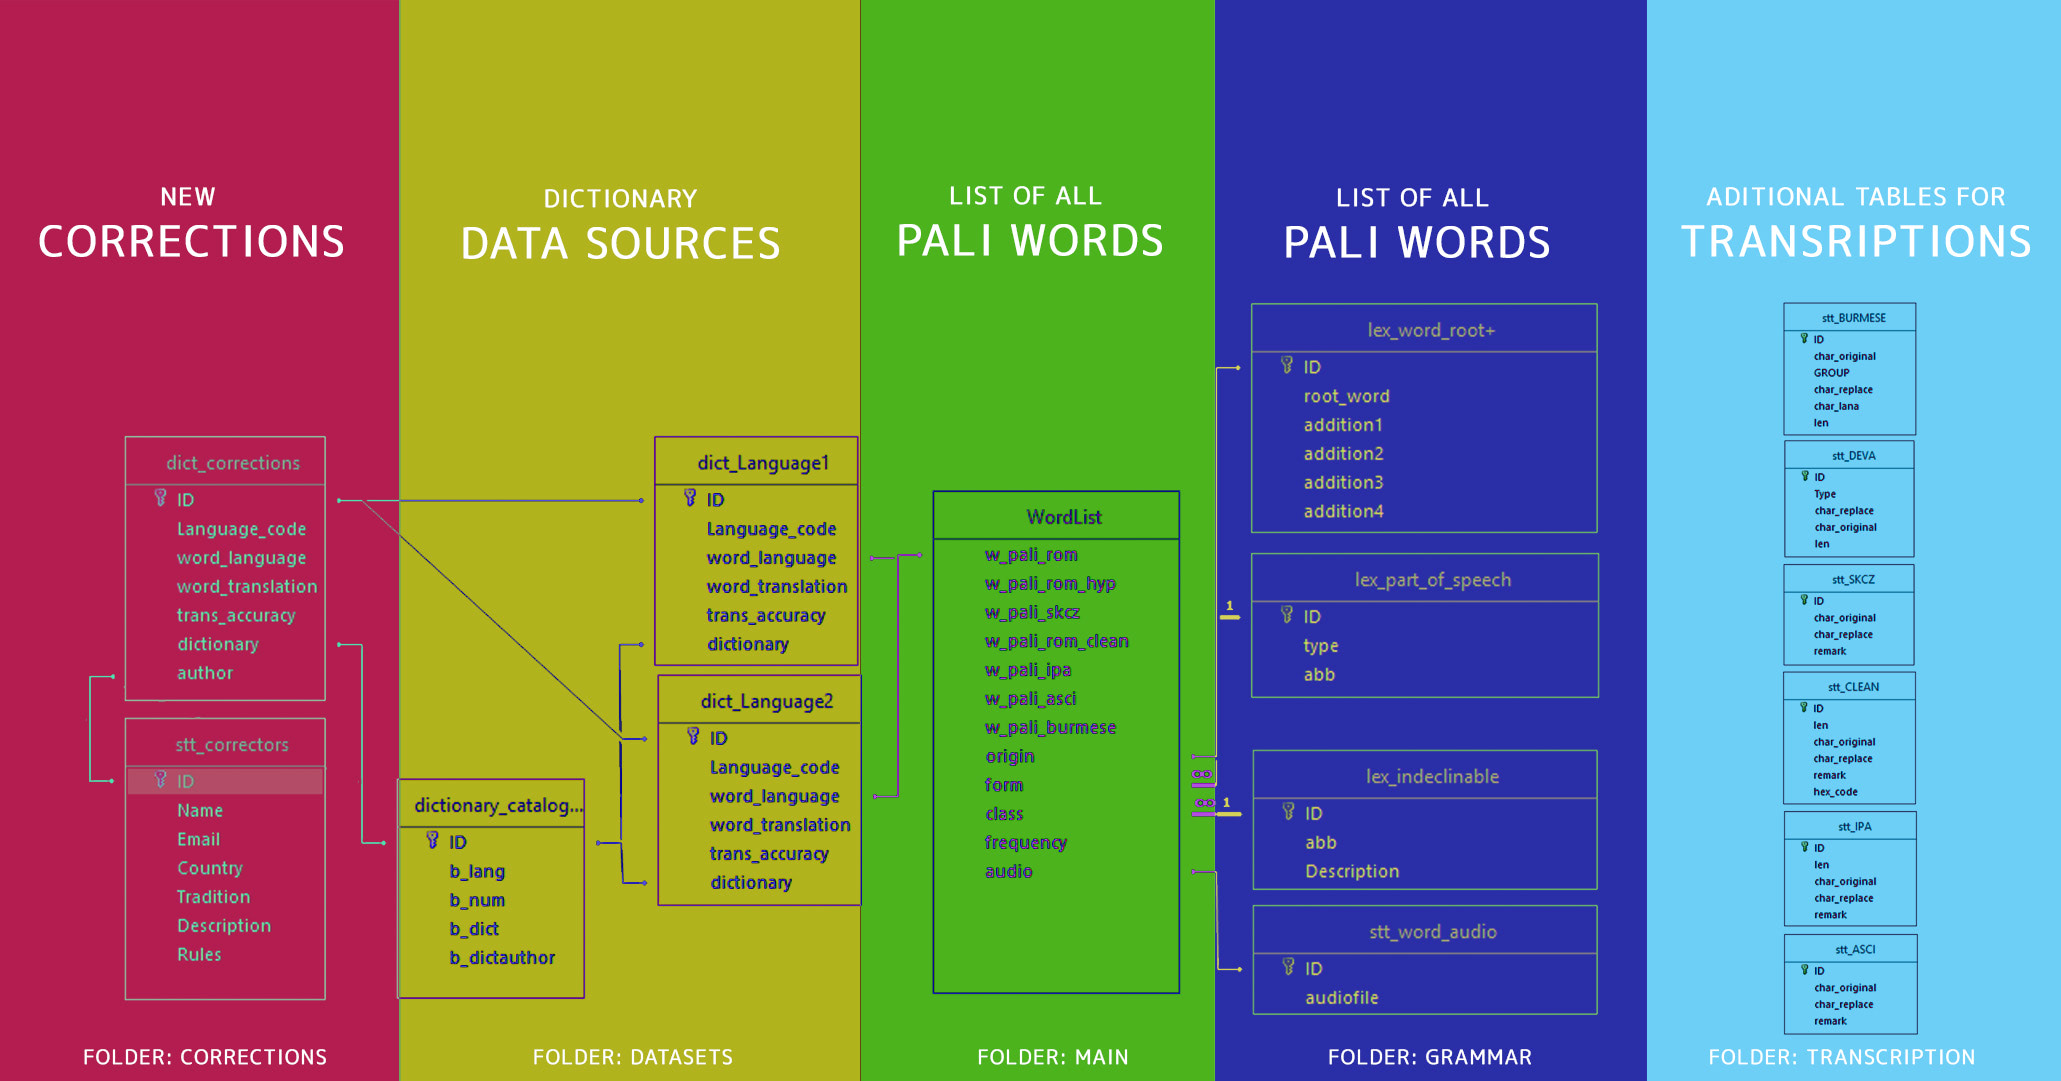 NEW
CORRECTIONS
dict_corrections
ID
Language_code
word_language
word_translation
trans_accuracy
dictionary
author
stt_correctors
ID
Name
Email
Country
Tradition
Description
Rules
FOLDER: CORRECTIONS
DICTIONARY
DATA SOURCES
dict_Language1
ID
Language_code
word_language
word_translation
trans_accuracy
dictionary
dict_Language2
ID
Language_code
word_language
word_translation
trans_accuracy
dictionary
dictionary_catalog...
ID
b_lang
b_num
b_dict
b_dictauthor
FOLDER: DATASETS
LIST OF ALL
PALI WORDS
WordList
w_pali_rom
w_pali_rom_hyp
w_pali_skcz
w_pali_rom_clean
w_pali_ipa
w_pali_asci
w_pali_burmese
origin
form
class
frequency
audio
FOLDER: MAIN
LIST OF ALL
PALI WORDS
lex_word_root+
ID
root_word
addition1
addition2
addition3
addition4
1
lex_part_of_speech
ID
type
abb
1
lex_indeclinable
ID
abb
Description
stt_word_audio
ID
audiofile
FOLDER: GRAMMAR
ADITIONAL TABLES FOR
TRANSRIPTIONS
stt_BURMESE
ID
char_original
GROUP
char_replace
char_lana
len
stt_DEVA
ID
Type
char_replace
char_original
len
stt_SKCZ
ID
char_original
char_replace
remark
stt_CLEAN
ID
len
char_original
char_replace
remark
hex_code
stt_IPA
ID
len
char_original
char_replace
remark
stt_ASCI
ID
char_original
char_replace
remark
FOLDER: TRANSCRIPTION